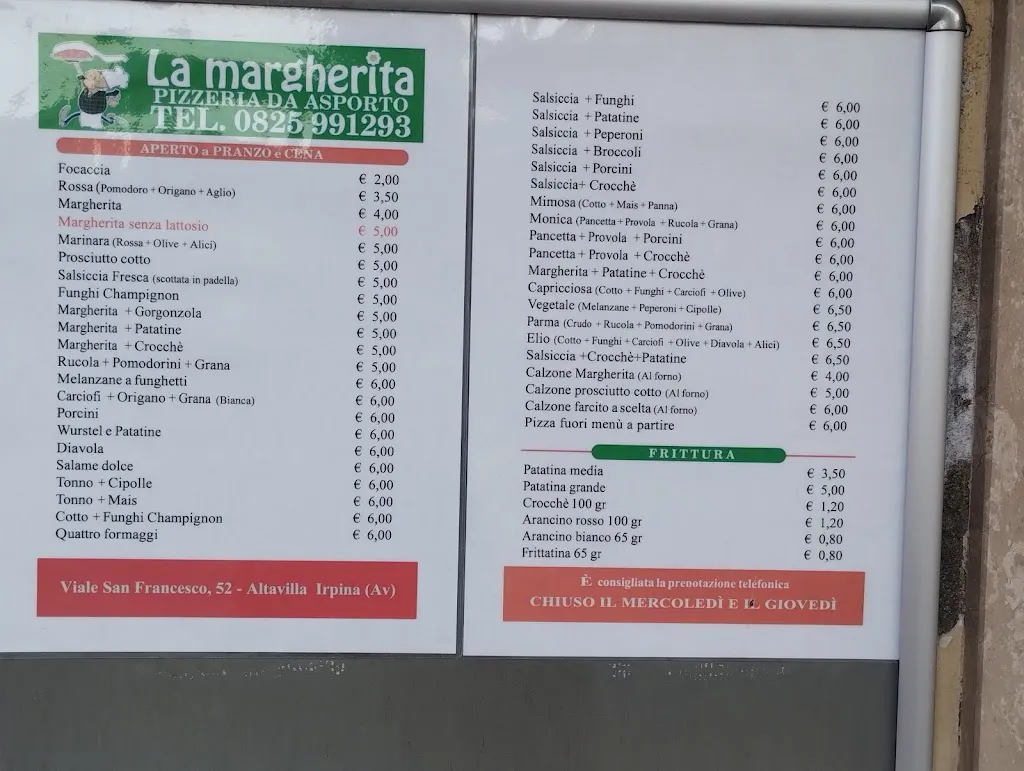 La margherita
PIZZERIA DA ASPORTO
TEL. 0825 991293
APERTO a PRANZO e CENA
Focaccia € 2,00
Rossa (Pomodoro + Origano + Aglio) € 3,50
Margherita € 4,00
Margherita senza lattosio € 5,00
Marinara (Rossa + Olive + Alici) € 5,00
Prosciutto cotto € 5,00
Salsiccia Fresca (scottata in padella) € 5,00
Funghi Champignon € 5,00
Margherita + Gorgonzola € 5,00
Margherita + Patatine € 5,00
Margherita + Crocchè € 5,00
Rucola + Pomodorini + Grana € 5,00
Melanzane a funghetti € 6,00
Carciofi + Origano + Grana (Bianca) € 6,00
Porcini € 6,00
Wurstel e Patatine € 6,00
Diavola € 6,00
Salame dolce € 6,00
Tonno + Cipolle € 6,00
Tonno + Mais € 6,00
Cotto + Funghi Champignon € 6,00
Quattro formaggi € 6,00
Viale San Francesco, 52 - Altavilla Irpina (Av)
Salsiccia + Funghi € 6,00
Salsiccia + Patatine € 6,00
Salsiccia + Peperoni € 6,00
Salsiccia + Broccoli € 6,00
Salsiccia + Porcini € 6,00
Salsiccia+ Crocchè € 6,00
Mimosa (Cotto + Mais + Panna) € 6,00
Monica (Pancetta + Provola + Rucola + Grana) € 6,00
Pancetta + Provola + Porcini € 6,00
Pancetta + Provola + Crocchè € 6,00
Margherita + Patatine + Crocchè € 6,00
Capricciosa (Cotto + Funghi + Carciofi + Olive) € 6,00
Vegetale (Melanzane + Peperoni + Cipolle) € 6,50
Parma (Crudo + Rucola + Pomodorini + Grana) € 6,50
Elio (Cotto + Funghi + Carciofi + Olive + Diavola + Alici) € 6,50
Salsiccia +Crocchè+Patatine € 6,50
Calzone Margherita (Al forno) € 4,00
Calzone prosciutto cotto (Al forno) € 5,00
Calzone farcito a scelta (Al forno) € 6,00
Pizza fuori menù a partire € 6,00
FRITTURA
Patatina media € 3,50
Patatina grande € 5,00
Crocchè 100 gr € 1,20
Arancino rosso 100 gr € 1,20
Arancino bianco 65 gr € 0,80
Frittatina 65 gr € 0,80
È consigliata la prenotazione telefonica
CHIUSO IL MERCOLEDÌ E IL GIOVEDÌ